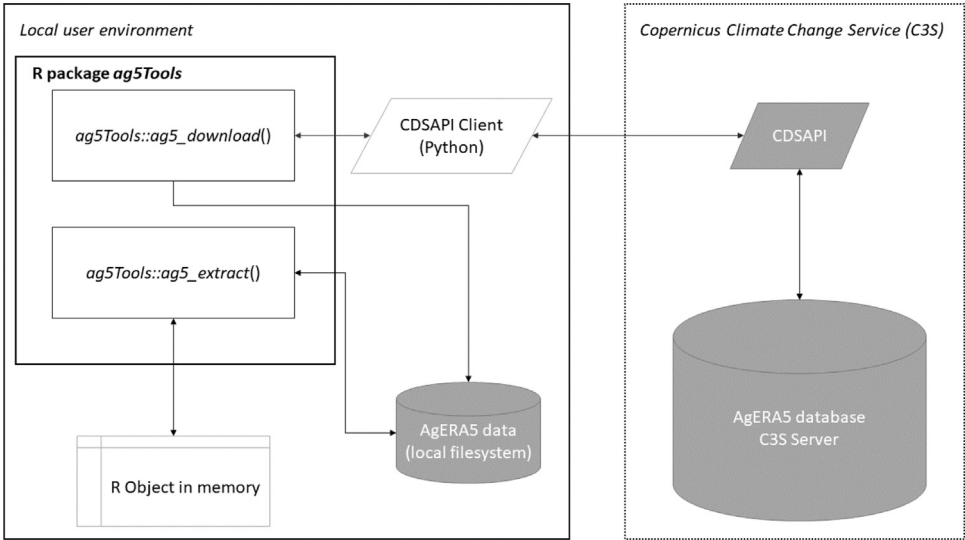 Local user environment
Copernicus Climate Change Service (C3S)
R package ag5Tools
ag5Tools::ag5_download()
CDSAPI Client
(Python)
CDSAPI
ag5Tools::ag5_extract()
AgERA5 data
(local filesystem)
AgERA5 database
C3S Server
R Object in memory